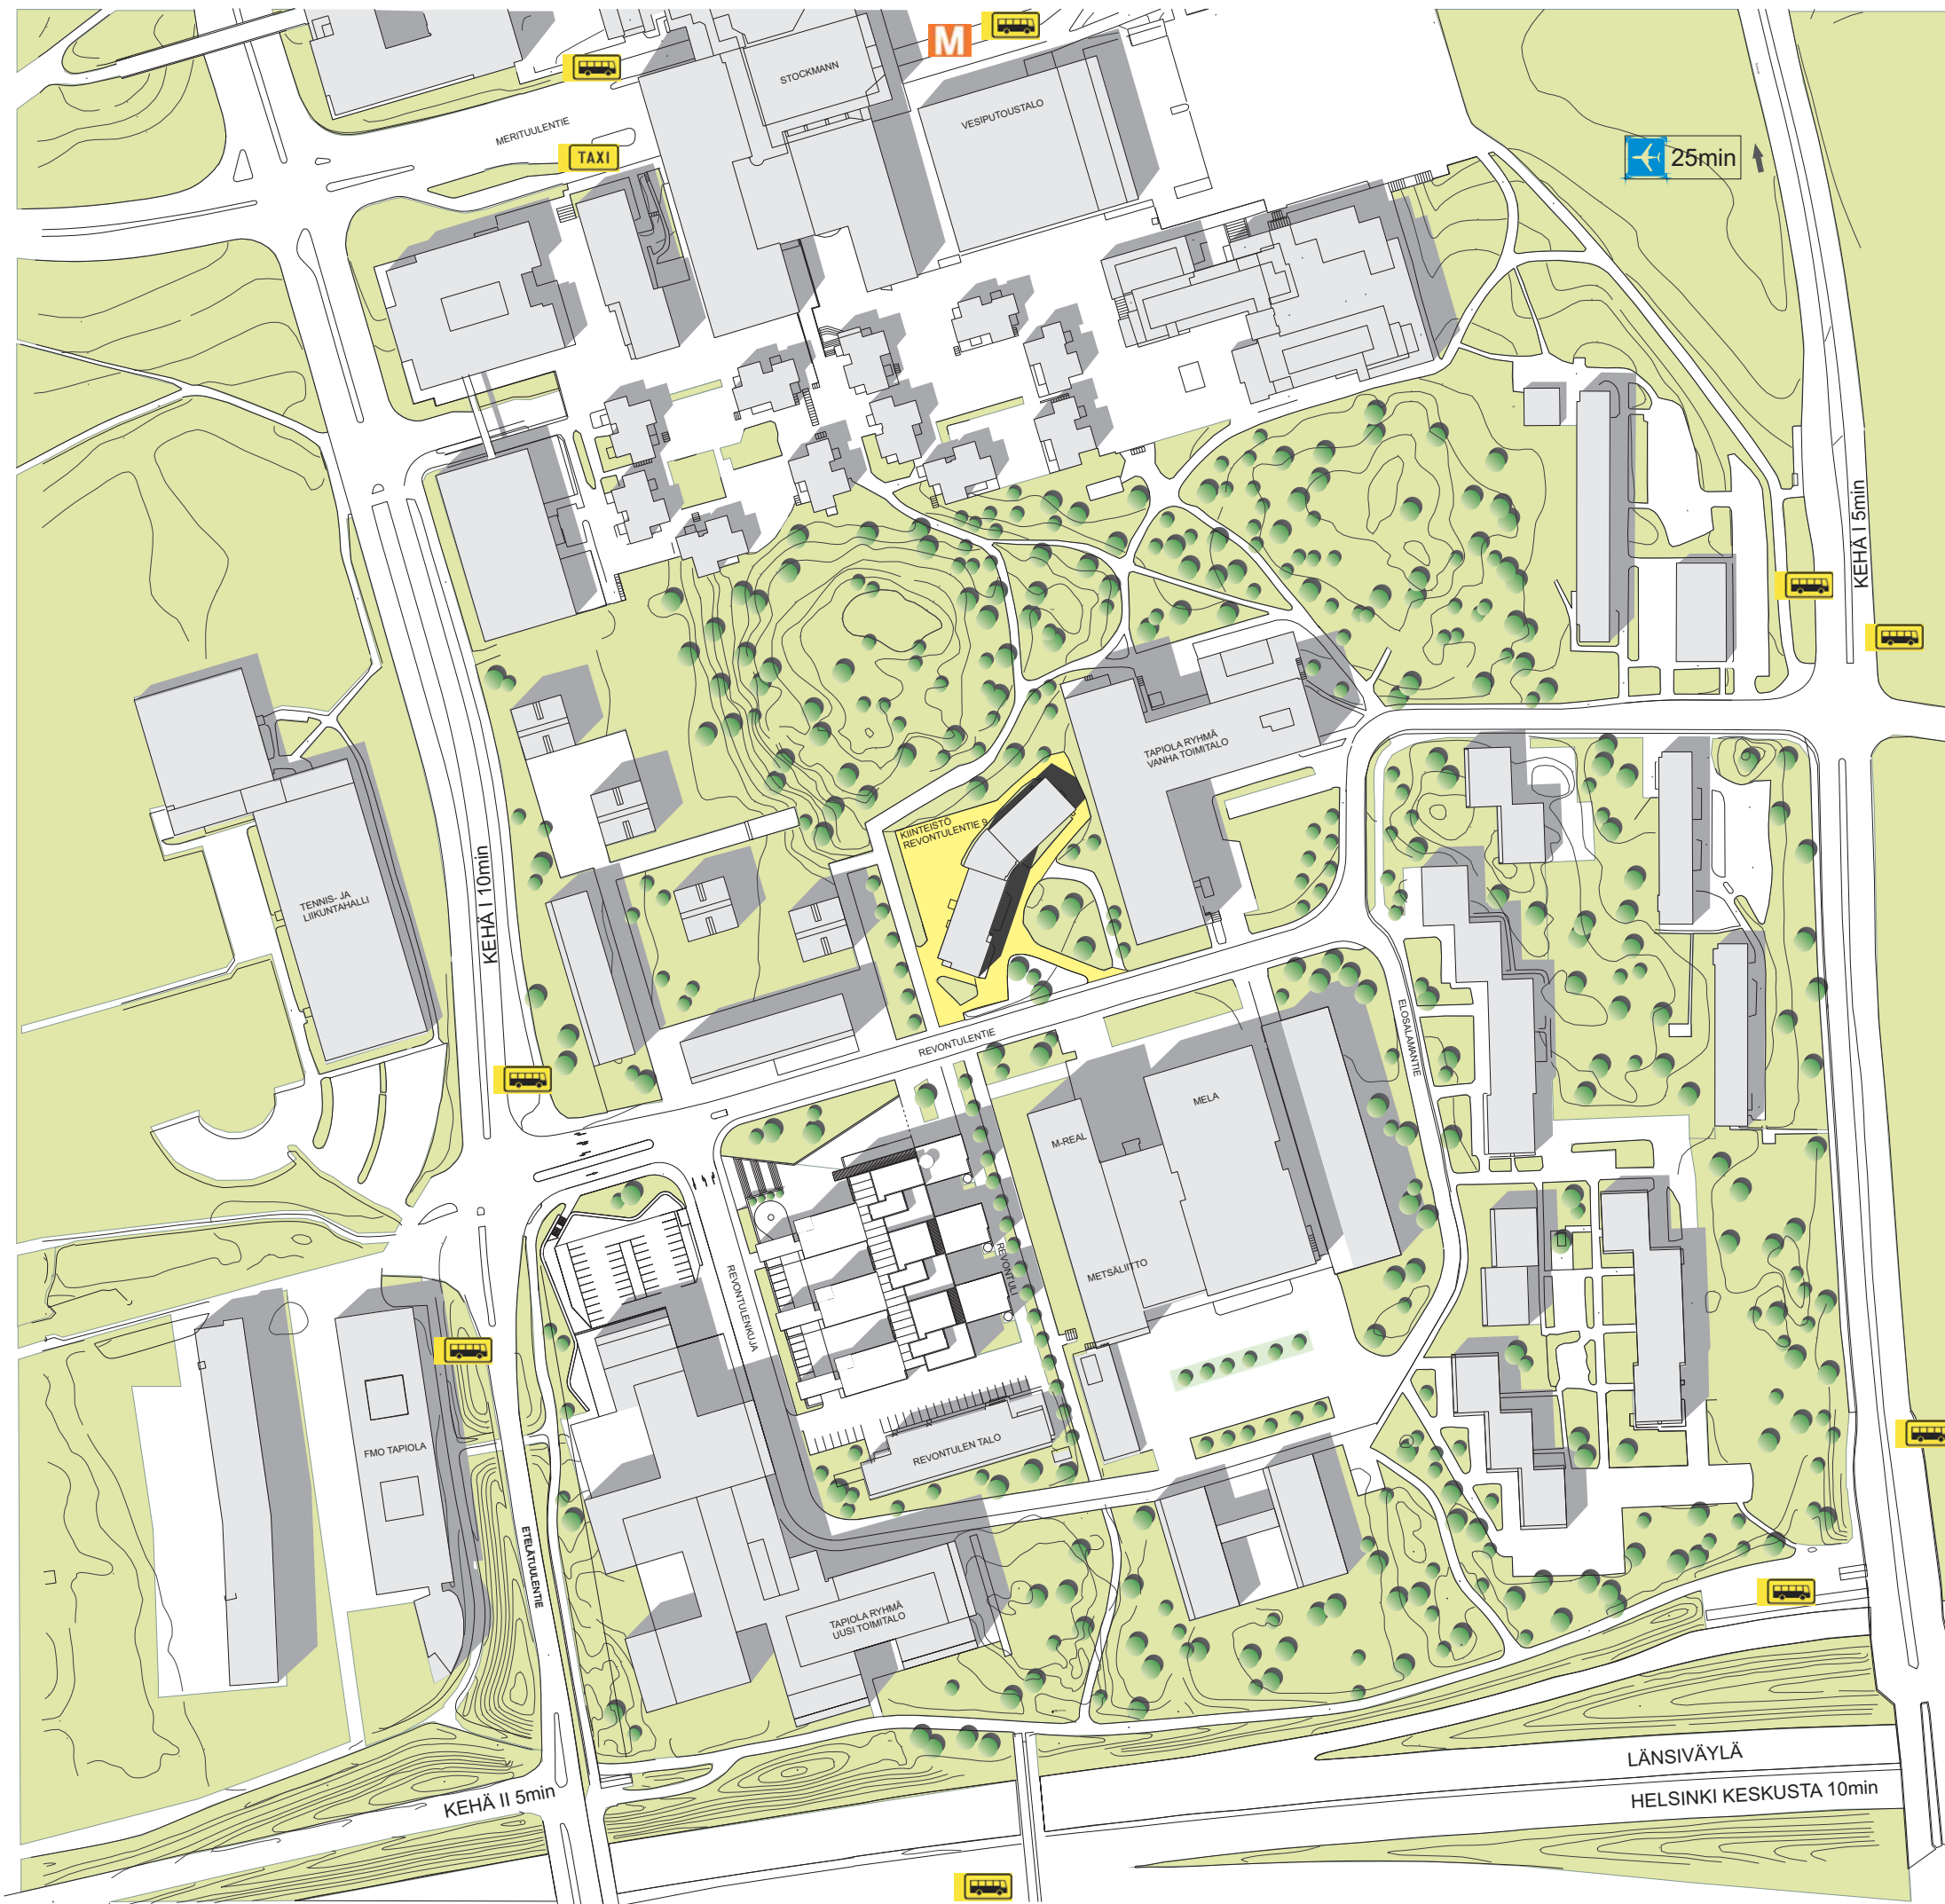 M
STOCKMANN
VESIPUTOUSTALO
MERITUULENTIE
TAXI
25min
KEHÄ I 5min
TAPIOLA RYHMÄ
VANHA TOIMITALO
KIINTEISTÖ
REVONTULENTIE 9
TENNIS- JA
LIIKUNTAHALLI
KEHÄ I 10min
REVONTULENTIE
ELOSALAMANTIE
MELA
M-REAL
METSÄLIITTO
REVONTULI
REVONTULENKUJA
FMO TAPIOLA
REVONTULEN TALO
ETELÄTUULENTIE
TAPIOLA RYHMÄ
UUSI TOIMITALO
LÄNSIVÄYLÄ
HELSINKI KESKUSTA 10min
KEHÄ II 5min